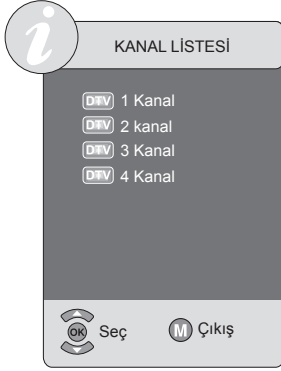 KANAL LİSTESİ
DTV 1 Kanal
DTV 2 kanal
DTV 3 Kanal
DTV 4 Kanal
OK Seç M Çıkış